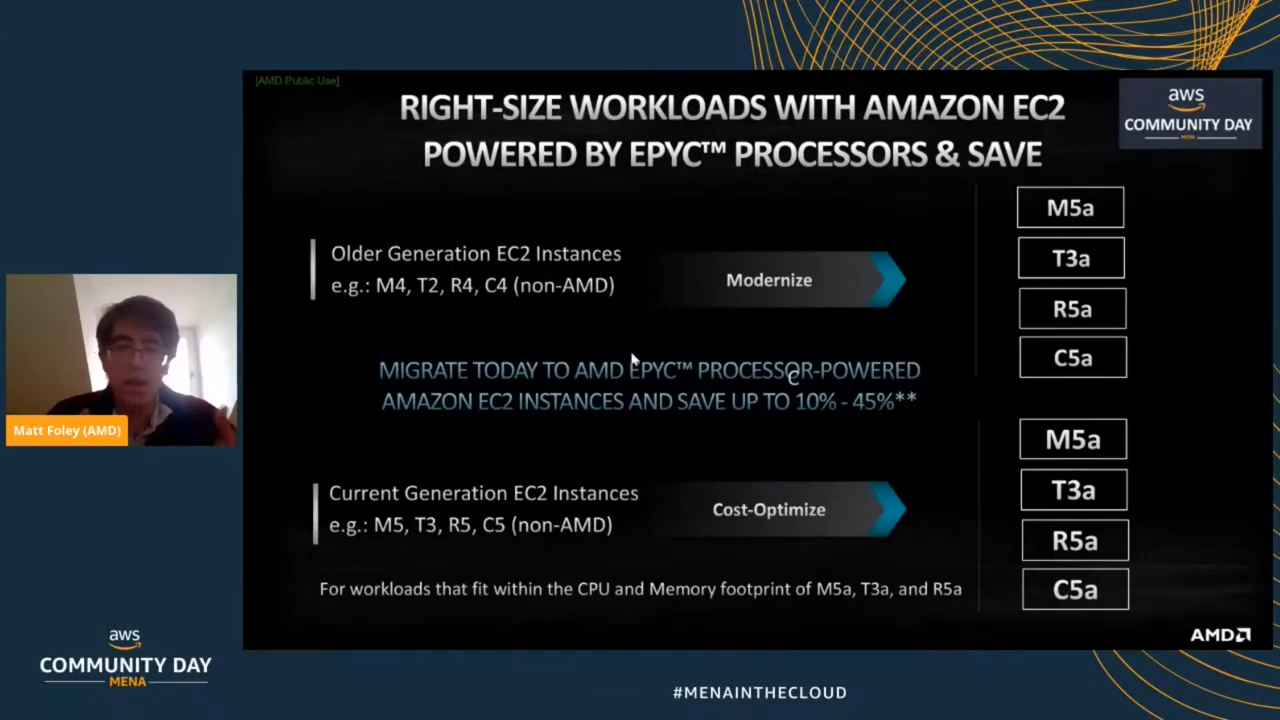 [AMD Public Use]
RIGHT-SIZE WORKLOADS WITH AMAZON EC2
POWERED BY EPYC™ PROCESSORS & SAVE
aws
COMMUNITY DAY
MENA
Older Generation EC2 Instances
e.g.: M4, T2, R4, C4 (non-AMD)
Modernize
M5a
T3a
R5a
C5a
MIGRATE TODAY TO AMD EPYC™ PROCESSOR-POWERED
AMAZON EC2 INSTANCES AND SAVE UP TO 10% - 45%**
Matt Foley (AMD)
Current Generation EC2 Instances
e.g.: M5, T3, R5, C5 (non-AMD)
Cost-Optimize
M5a
T3a
R5a
C5a
For workloads that fit within the CPU and Memory footprint of M5a, T3a, and R5a
AMD
aws
COMMUNITY DAY
MENA
#MENAINTHECLOUD